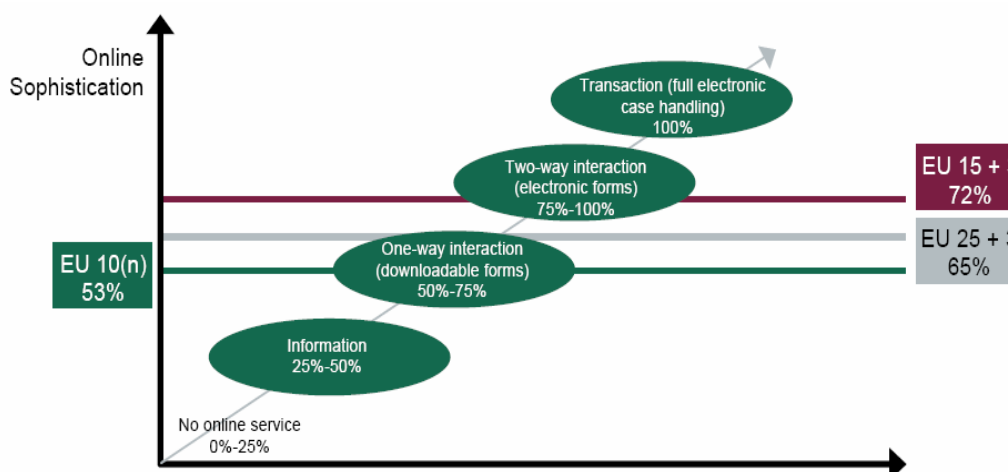 Online
Sophistication
Transaction (full electronic
case handling)
100%
Two-way interaction
(electronic forms)
75%-100%
EU 15 +
72%
One-way interaction
(downloadable forms)
50%-75%
EU 25 +
65%
EU 10(n)
53%
Information
25%-50%
No online service
0%-25%